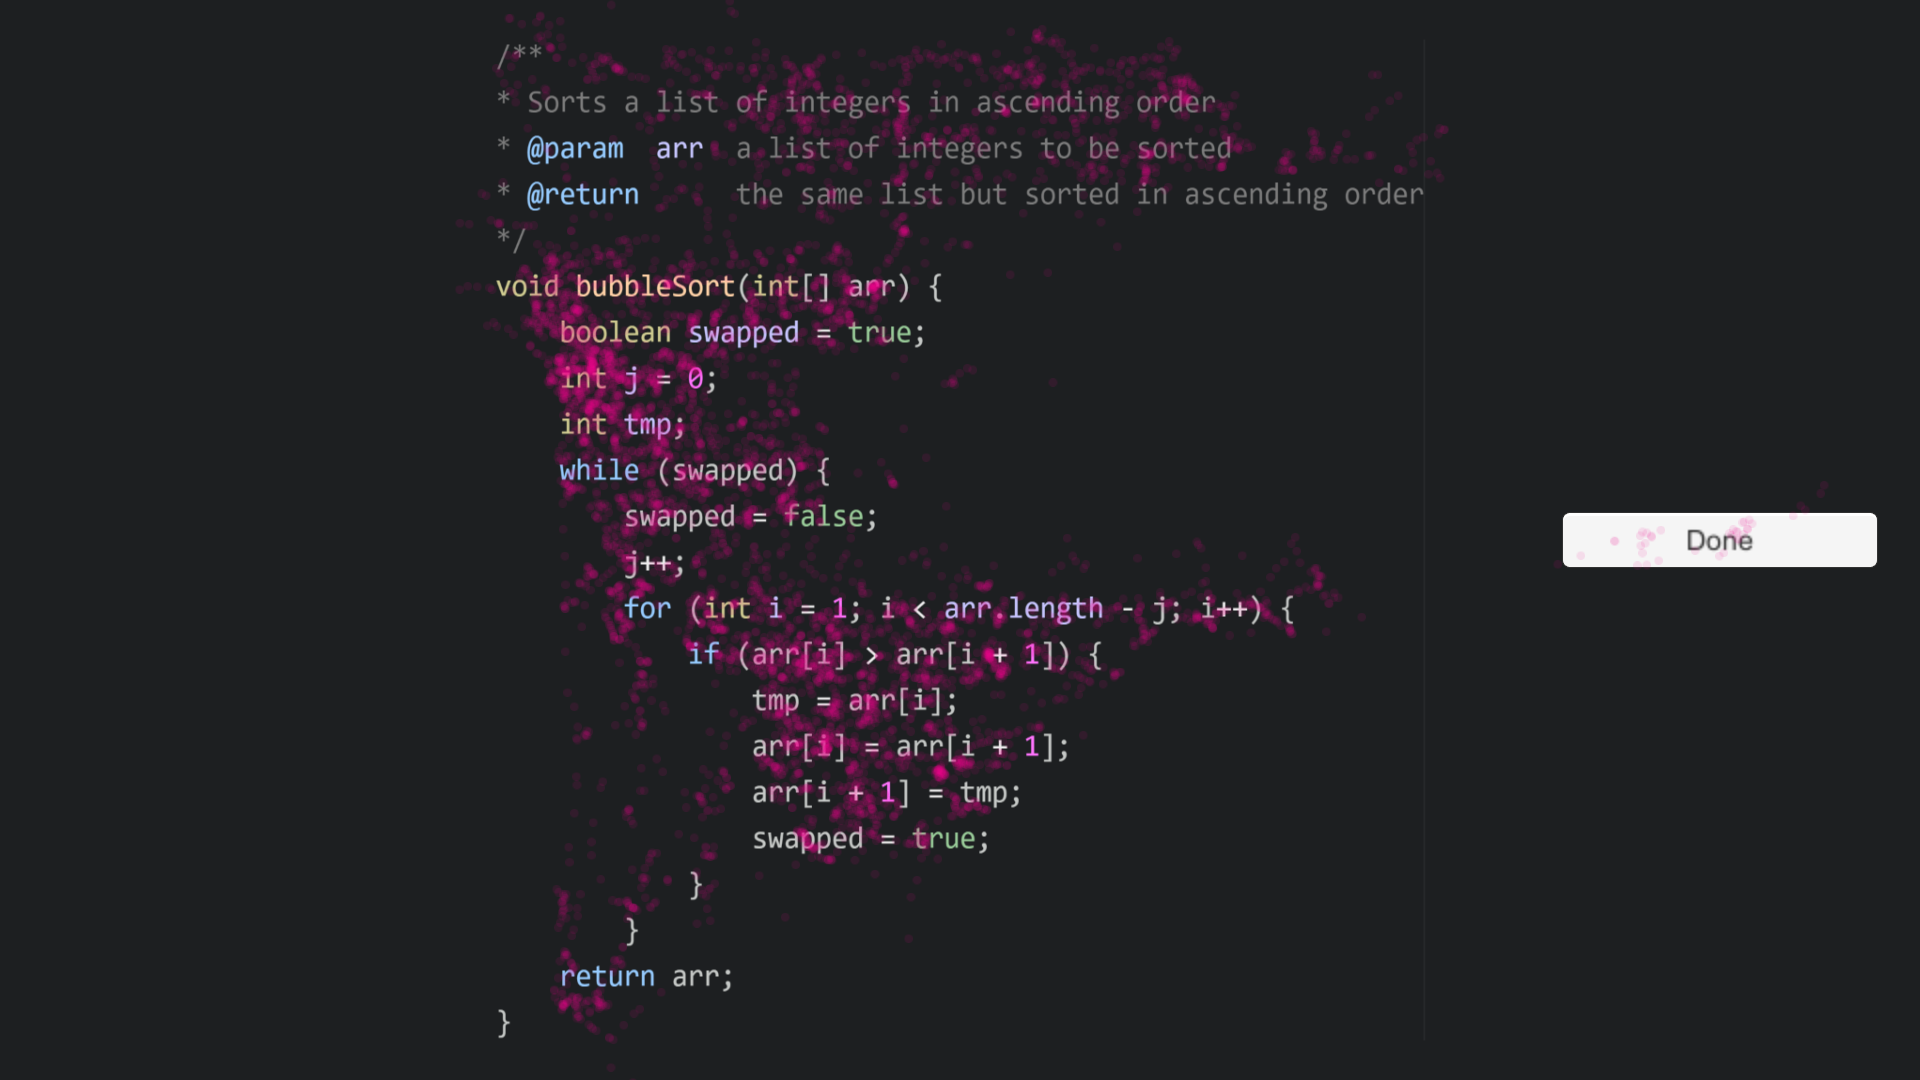 /**
* Sorts a list of integers in ascending order
* @param  arr  a list of integers to be sorted
* @return      the same list but sorted in ascending order
*/
void bubbleSort(int[] arr) {
    boolean swapped = true;
    int j = 0;
    int tmp;
    while (swapped) {
        swapped = false;
        j++;
        for (int i = 1; i < arr.length - j; i++) {
            if (arr[i] > arr[i + 1]) {
                tmp = arr[i];
                arr[i] = arr[i + 1];
                arr[i + 1] = tmp;
                swapped = true;
            }
        }
    return arr;
}
Done